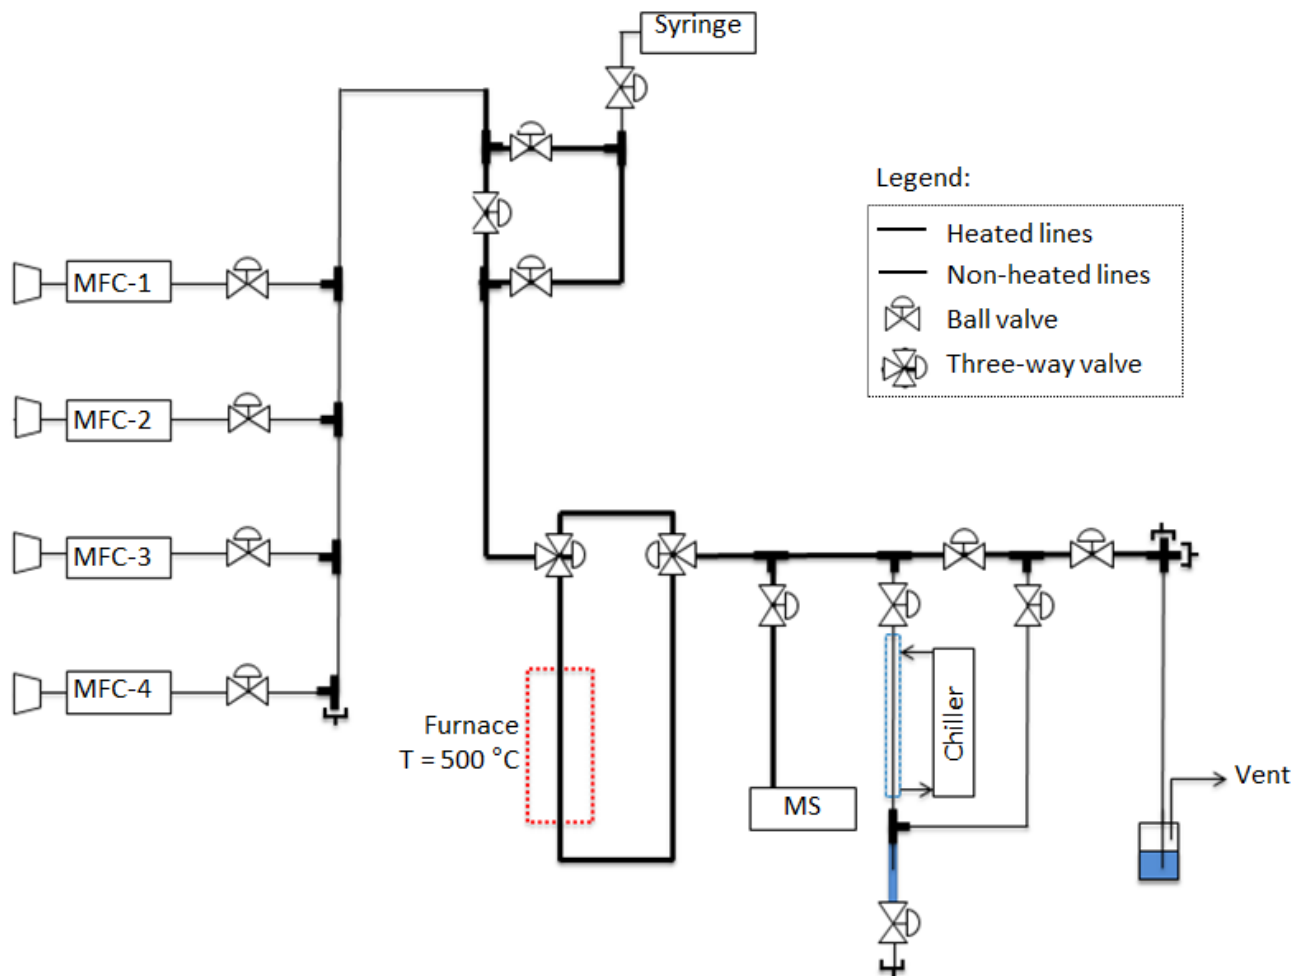 Syringe
Legend:
Heated lines
Non-heated lines
Ball valve
Three-way valve
MFC-1
MFC-2
MFC-3
MFC-4
Furnace
T = 500 °C
MS
Chiller
Vent